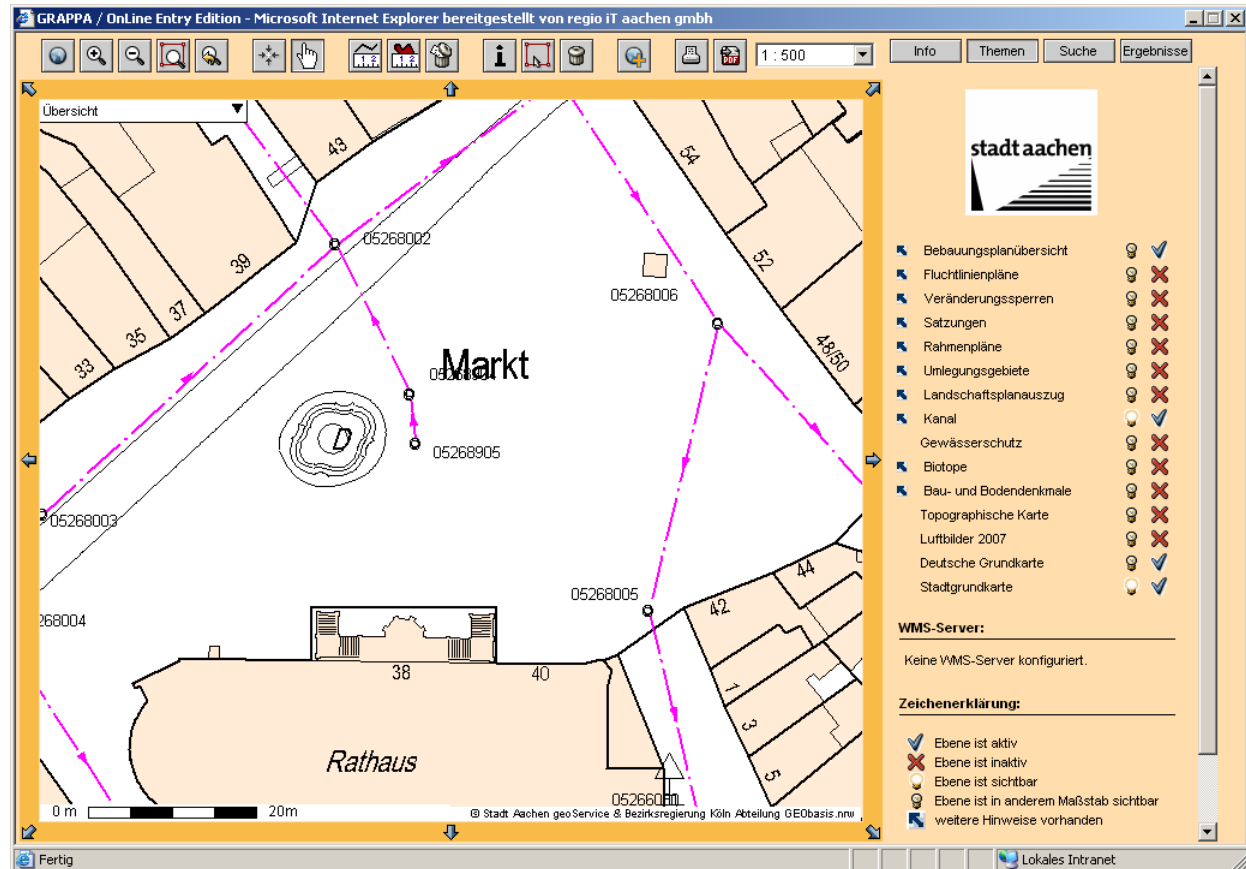 GRAPPA / OnLine Entry Edition - Microsoft Internet Explorer bereitgestellt von regio iT aachen gmbh
1 : 500
Info Themen Suche Ergebnisse
Übersicht
stadt aachen
43
54
05268002
39
52
05268006
37
35
33
48/50
Markt
D
05268905
05268003
05268005
44
42
68004
38
40
1
3
5
Rathaus
0 m 20m
© Stadt Aachen geoService & Bezirksregierung Köln Abteilung GEObasis.nrw
Bebauungsplanübersicht
Fluchtlinienpläne
Veränderungssperren
Satzungen
Rahmenpläne
Umlegungsgebiete
Landschaftsplanauszug
Kanal
Gewässerschutz
Biotope
Bau- und Bodendenkmale
Topographische Karte
Luftbilder 2007
Deutsche Grundkarte
Stadtgrundkarte
WMS-Server:
Keine WMS-Server konfiguriert.
Zeichenerklärung:
Ebene ist aktiv
Ebene ist inaktiv
Ebene ist sichtbar
Ebene ist in anderem Maßstab sichtbar
weitere Hinweise vorhanden
Fertig
Lokales Intranet